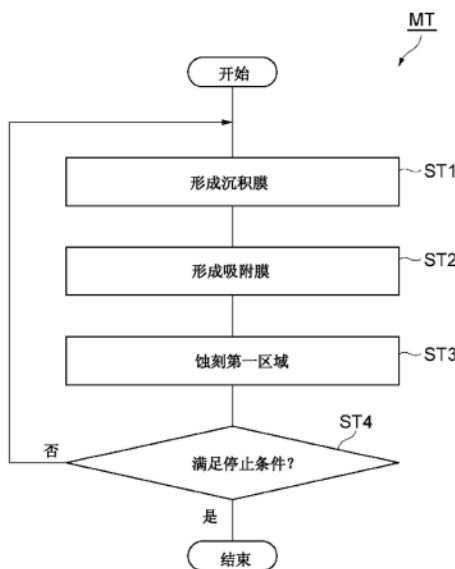 MT
开始
形成沉积膜
ST1
形成吸附膜
ST2
蚀刻第一区域
ST3
ST4
否
满足停止条件?
是
结束